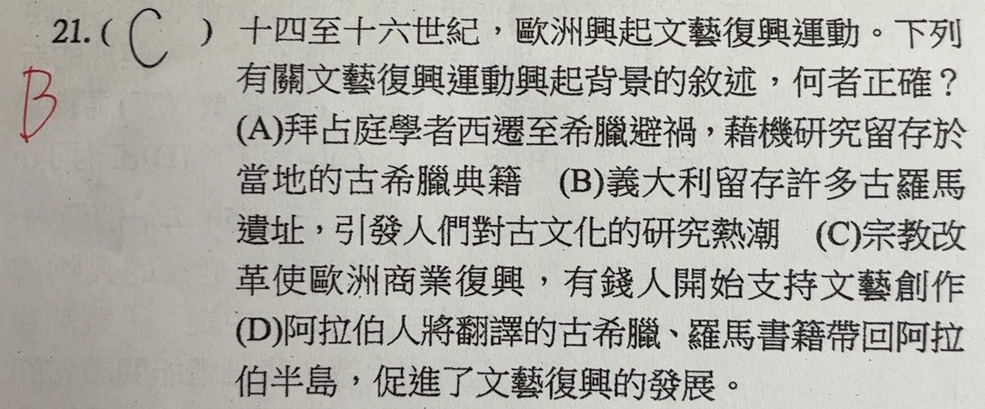 21. ( C ) 十四至十六世紀，歐洲興起文藝復興運動。下列
B 有關文藝復興運動興起背景的敘述，何者正確？
(A)拜占庭學者西遷至希臘避禍，藉機研究留存於
當地的古希臘典籍 (B)義大利留存許多古羅馬
遺址，引發人們對古文化的研究熱潮 (C)宗教改
革使歐洲商業復興，有錢人開始支持文藝創作
(D)阿拉伯人將翻譯的古希臘、羅馬書籍帶回阿拉
伯半島，促進了文藝復興的發展。